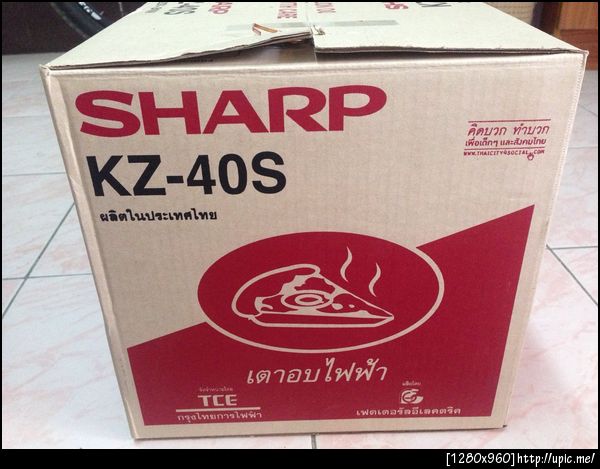 SHARP
KZ-40S
ผลิตในประเทศไทย
คิดบวก ทำบวก
เพื่อเด็กๆ และสังคมไทย
เตาอบไฟฟ้า
จัดจำหน่ายโดย
TCE
กรุงไทยการไฟฟ้า
ผลิตโดย
เฟดเดอรัลอีเลคตริค
[1280x960]http://upic.me/